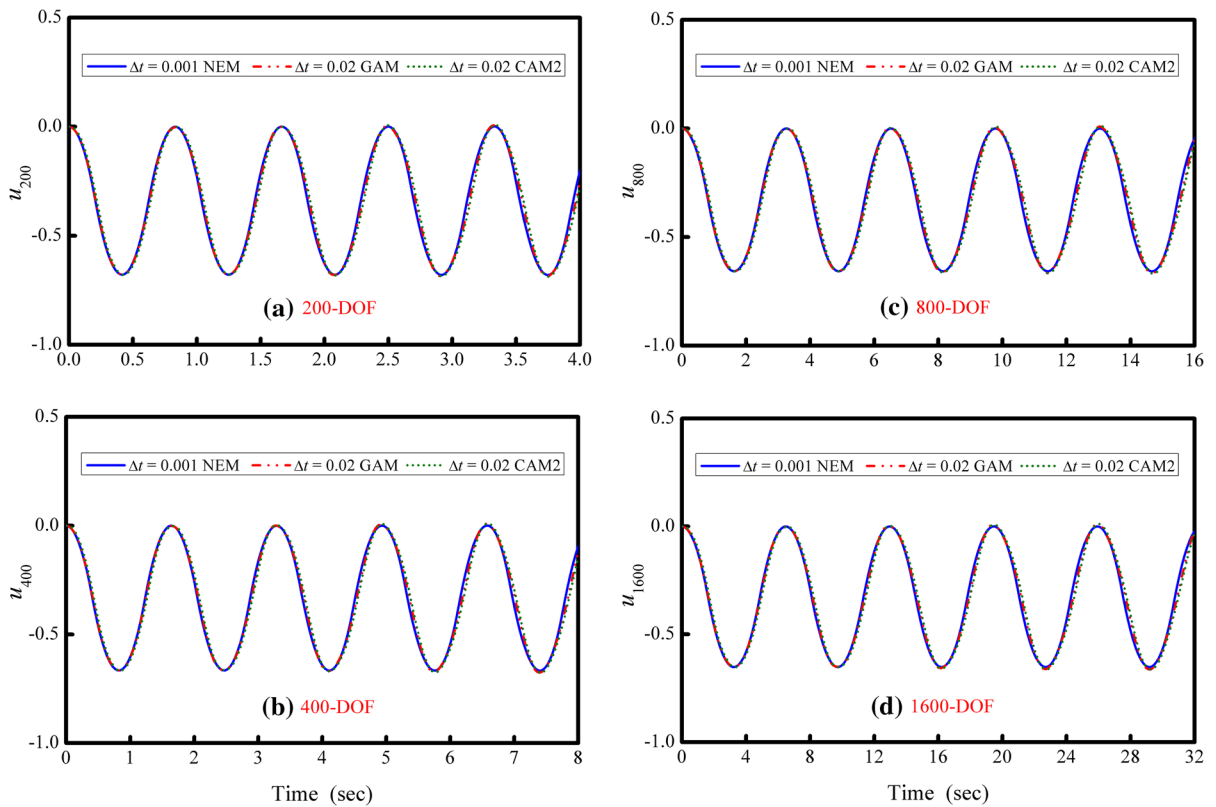 0.5
Δt = 0.001 NEM Δt = 0.02 GAM Δt = 0.02 CAM2
0.0
u200
-0.5
(a) 200-DOF
-1.0
0.0 0.5 1.0 1.5 2.0 2.5 3.0 3.5 4.0
0.5
Δt = 0.001 NEM Δt = 0.02 GAM Δt = 0.02 CAM2
0.0
u800
-0.5
(c) 800-DOF
-1.0
0 2 4 6 8 10 12 14 16
0.5
Δt = 0.001 NEM Δt = 0.02 GAM Δt = 0.02 CAM2
0.0
u400
-0.5
(b) 400-DOF
-1.0
0 1 2 3 4 5 6 7 8
Time (sec)
0.5
Δt = 0.001 NEM Δt = 0.02 GAM Δt = 0.02 CAM2
0.0
u1600
-0.5
(d) 1600-DOF
-1.0
0 4 8 12 16 20 24 28 32
Time (sec)